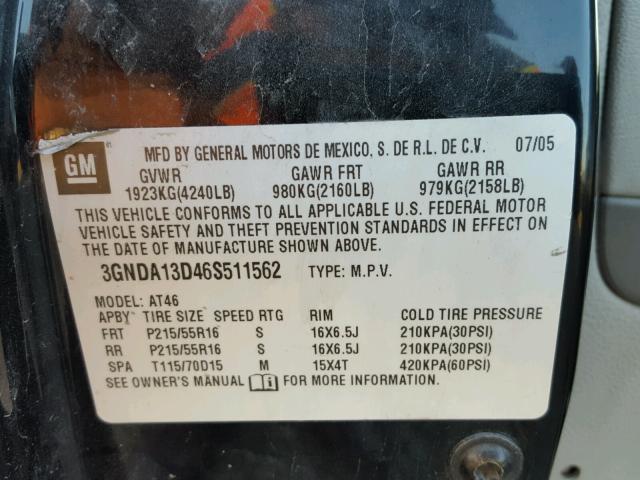 GM
MFD BY GENERAL MOTORS DE MEXICO, S. DE R.L. DE C.V. 07/05
GVWR GAWR FRT GAWR RR
1923KG(4240LB) 980KG(2160LB) 979KG(2158LB)
THIS VEHICLE CONFORMS TO ALL APPLICABLE U.S. FEDERAL MOTOR
VEHICLE SAFETY AND THEFT PREVENTION STANDARDS IN EFFECT ON
THE DATE OF MANUFACTURE SHOWN ABOVE.
3GNDA13D46S511562 TYPE: M.P.V.
MODEL: AT46
APBY: TIRE SIZE SPEED RTG RIM COLD TIRE PRESSURE
FRT P215/55R16 S 16X6.5J 210KPA(30PSI)
RR P215/55R16 S 16X6.5J 210KPA(30PSI)
SPA T115/70D15 M 15X4T 420KPA(60PSI)
SEE OWNER'S MANUAL FOR MORE INFORMATION.